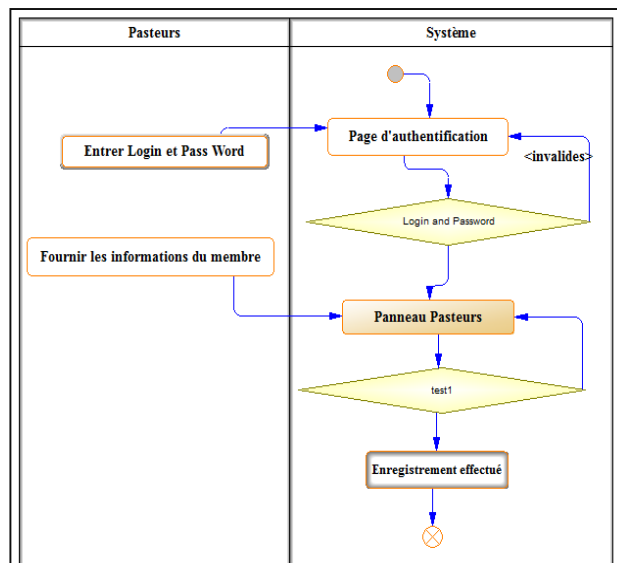 Pasteurs
Système
Page d'authentification
Entrer Login et Pass Word
<invalides>
Login and Password
Fournir les informations du membre
Panneau Pasteurs
test1
Enregistrement effectué